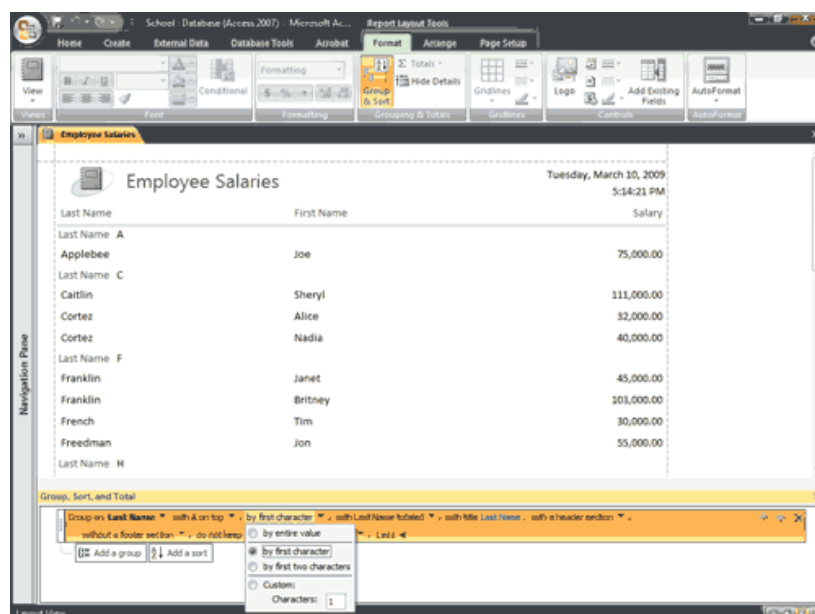 School : Database (Access 2007) - Microsoft Ac...
Report Layout Tools
Home Create External Data Database Tools Acrobat Format Arrange Page Setup
View
B I U
Conditional
Formatting
$ % ,
Group & Sort
Σ Totals
Hide Details
Gridlines
Logo
Add Existing Fields
AutoFormat
Views Font Formatting Grouping & Totals Gridlines Controls AutoFormat
» Employee Salaries
Navigation Pane
Employee Salaries
Tuesday, March 10, 2009
5:14:21 PM
Last Name First Name Salary
Last Name A
Applebee Joe 75,000.00
Last Name C
Caitlin Sheryl 111,000.00
Cortez Alice 32,000.00
Cortez Nadia 40,000.00
Last Name F
Franklin Janet 45,000.00
Franklin Britney 103,000.00
French Tim 30,000.00
Freedman Jon 55,000.00
Last Name H
Group, Sort, and Total
Group on Last Name with A on top , by first character , with Last Name totaled , with title Last Name , with a header section ,
without a footer section , do not keep
Less
Add a group Add a sort
by entire value
by first character
by first two characters
Custom:
Characters: 1
Layout View